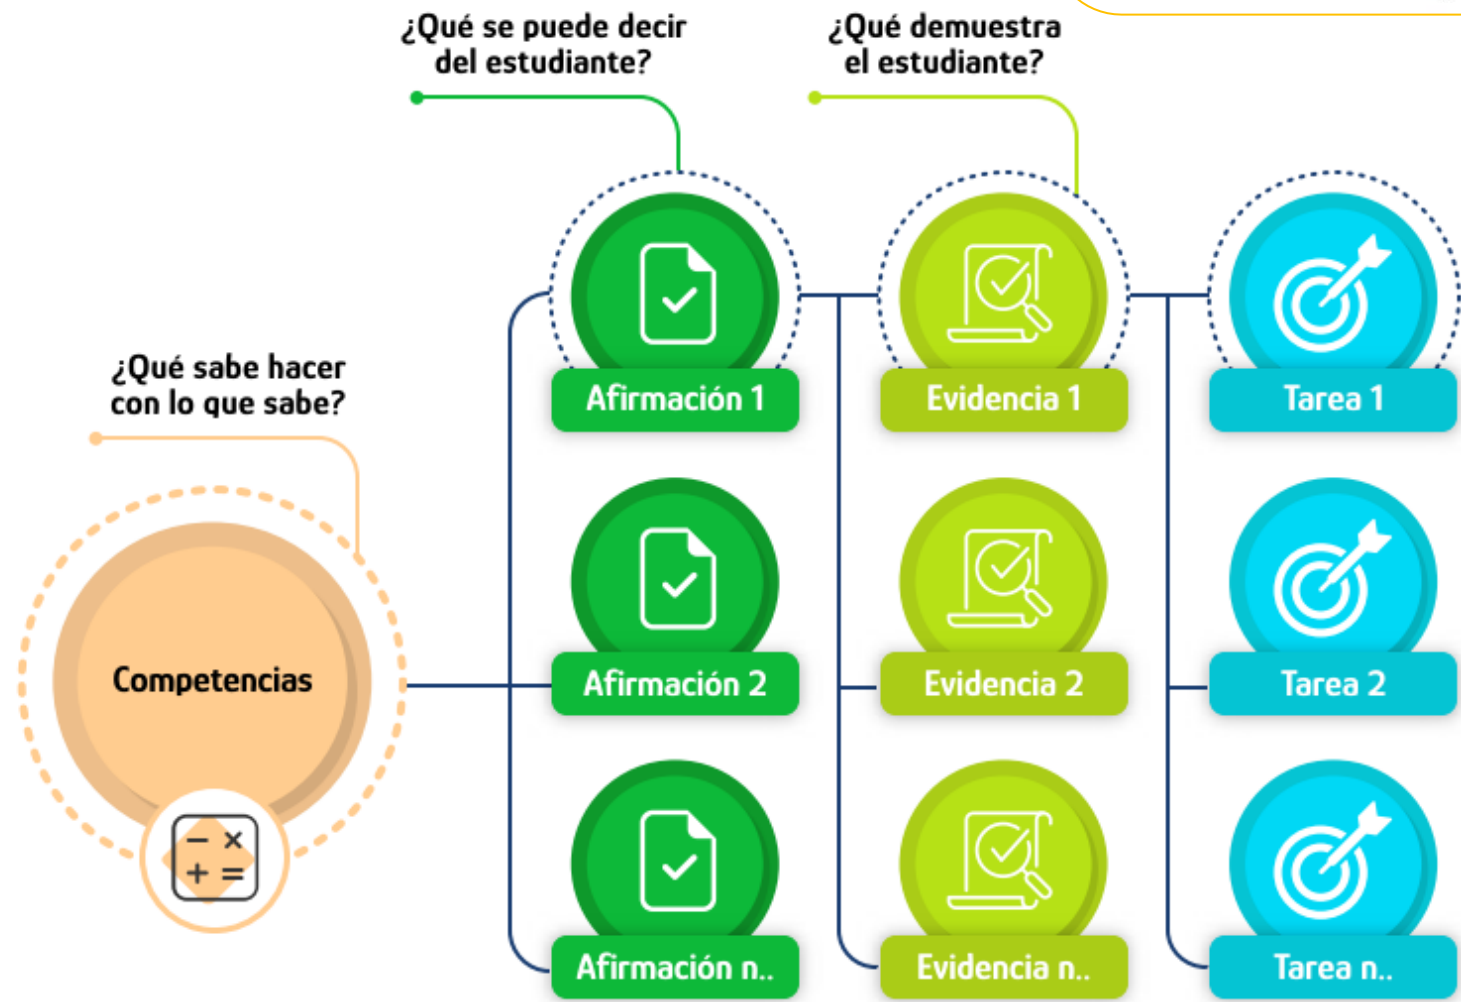 ¿Qué se puede decir
del estudiante?
¿Qué demuestra
el estudiante?
¿Qué sabe hacer
con lo que sabe?
Competencias
− ×
+ =
Afirmación 1
Evidencia 1
Tarea 1
Afirmación 2
Evidencia 2
Tarea 2
Afirmación n..
Evidencia n..
Tarea n..